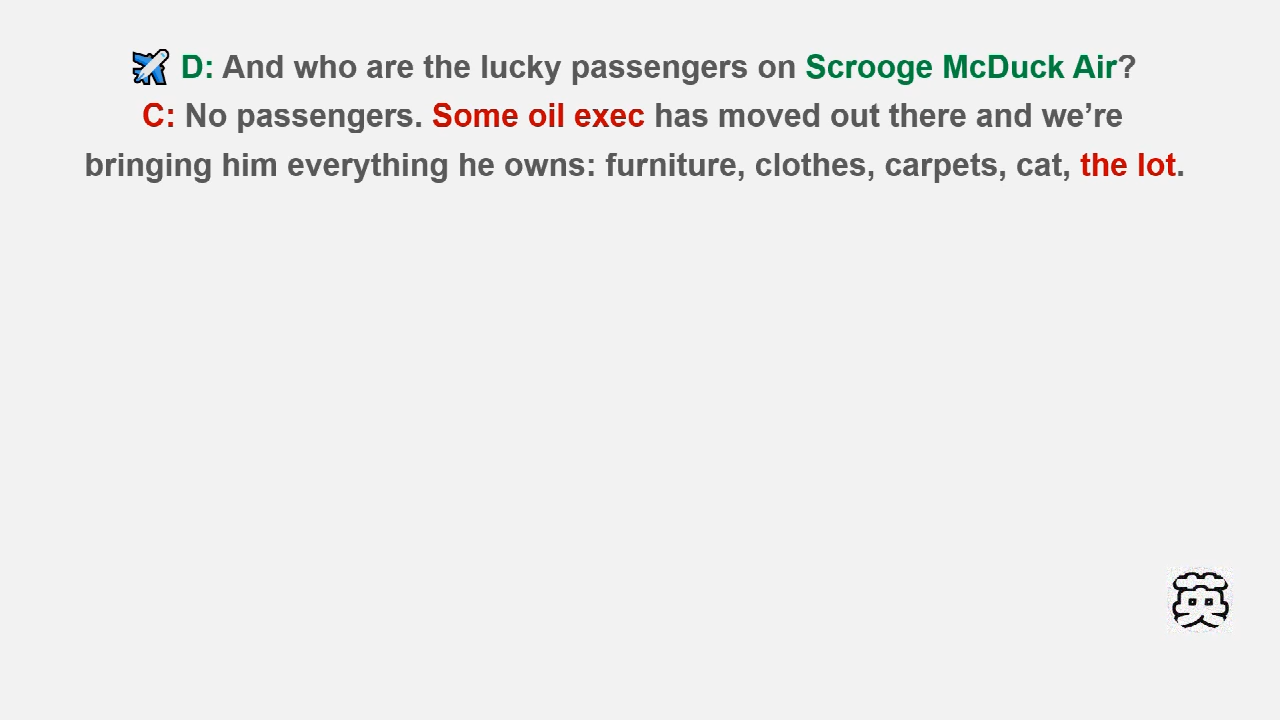 D: And who are the lucky passengers on Scrooge McDuck Air?
C: No passengers. Some oil exec has moved out there and we’re
bringing him everything he owns: furniture, clothes, carpets, cat, the lot.
英